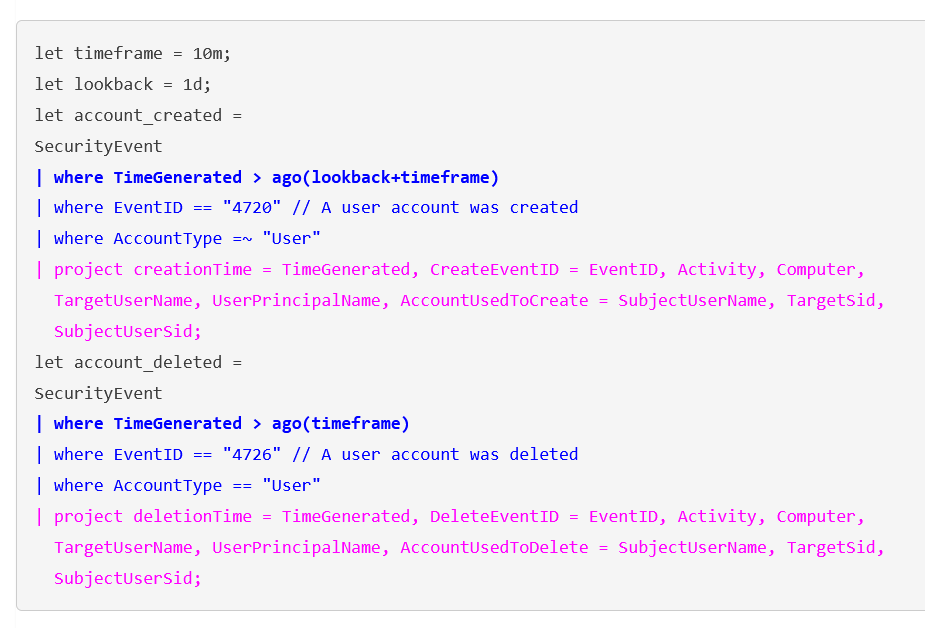 let timeframe = 10m;
let lookback = 1d;
let account_created =
SecurityEvent
| where TimeGenerated > ago(lookback+timeframe)
| where EventID == "4720" // A user account was created
| where AccountType =~ "User"
| project creationTime = TimeGenerated, CreateEventID = EventID, Activity, Computer,
TargetUserName, UserPrincipalName, AccountUsedToCreate = SubjectUserName, TargetSid,
SubjectUserSid;
let account_deleted =
SecurityEvent
| where TimeGenerated > ago(timeframe)
| where EventID == "4726" // A user account was deleted
| where AccountType == "User"
| project deletionTime = TimeGenerated, DeleteEventID = EventID, Activity, Computer,
TargetUserName, UserPrincipalName, AccountUsedToDelete = SubjectUserName, TargetSid,
SubjectUserSid;